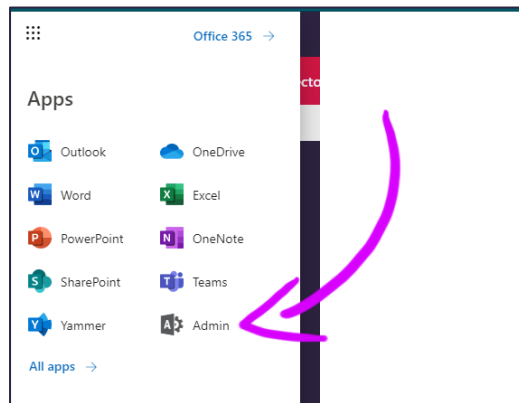 Office 365 →
Apps
Outlook OneDrive
Word Excel
PowerPoint OneNote
SharePoint Teams
Yammer Admin
All apps →